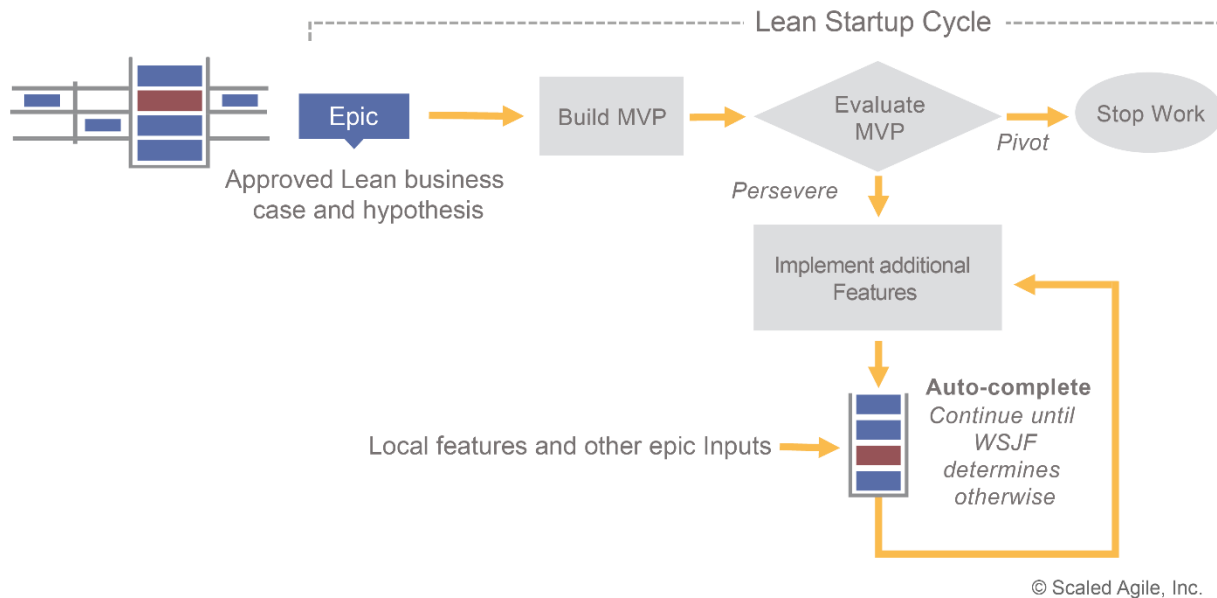 Lean Startup Cycle
Epic
Build MVP
Evaluate
MVP
Stop Work
Pivot
Approved Lean business
case and hypothesis
Persevere
Implement additional
Features
Auto-complete
Continue until
WSJF
determines
otherwise
Local features and other epic Inputs
© Scaled Agile, Inc.